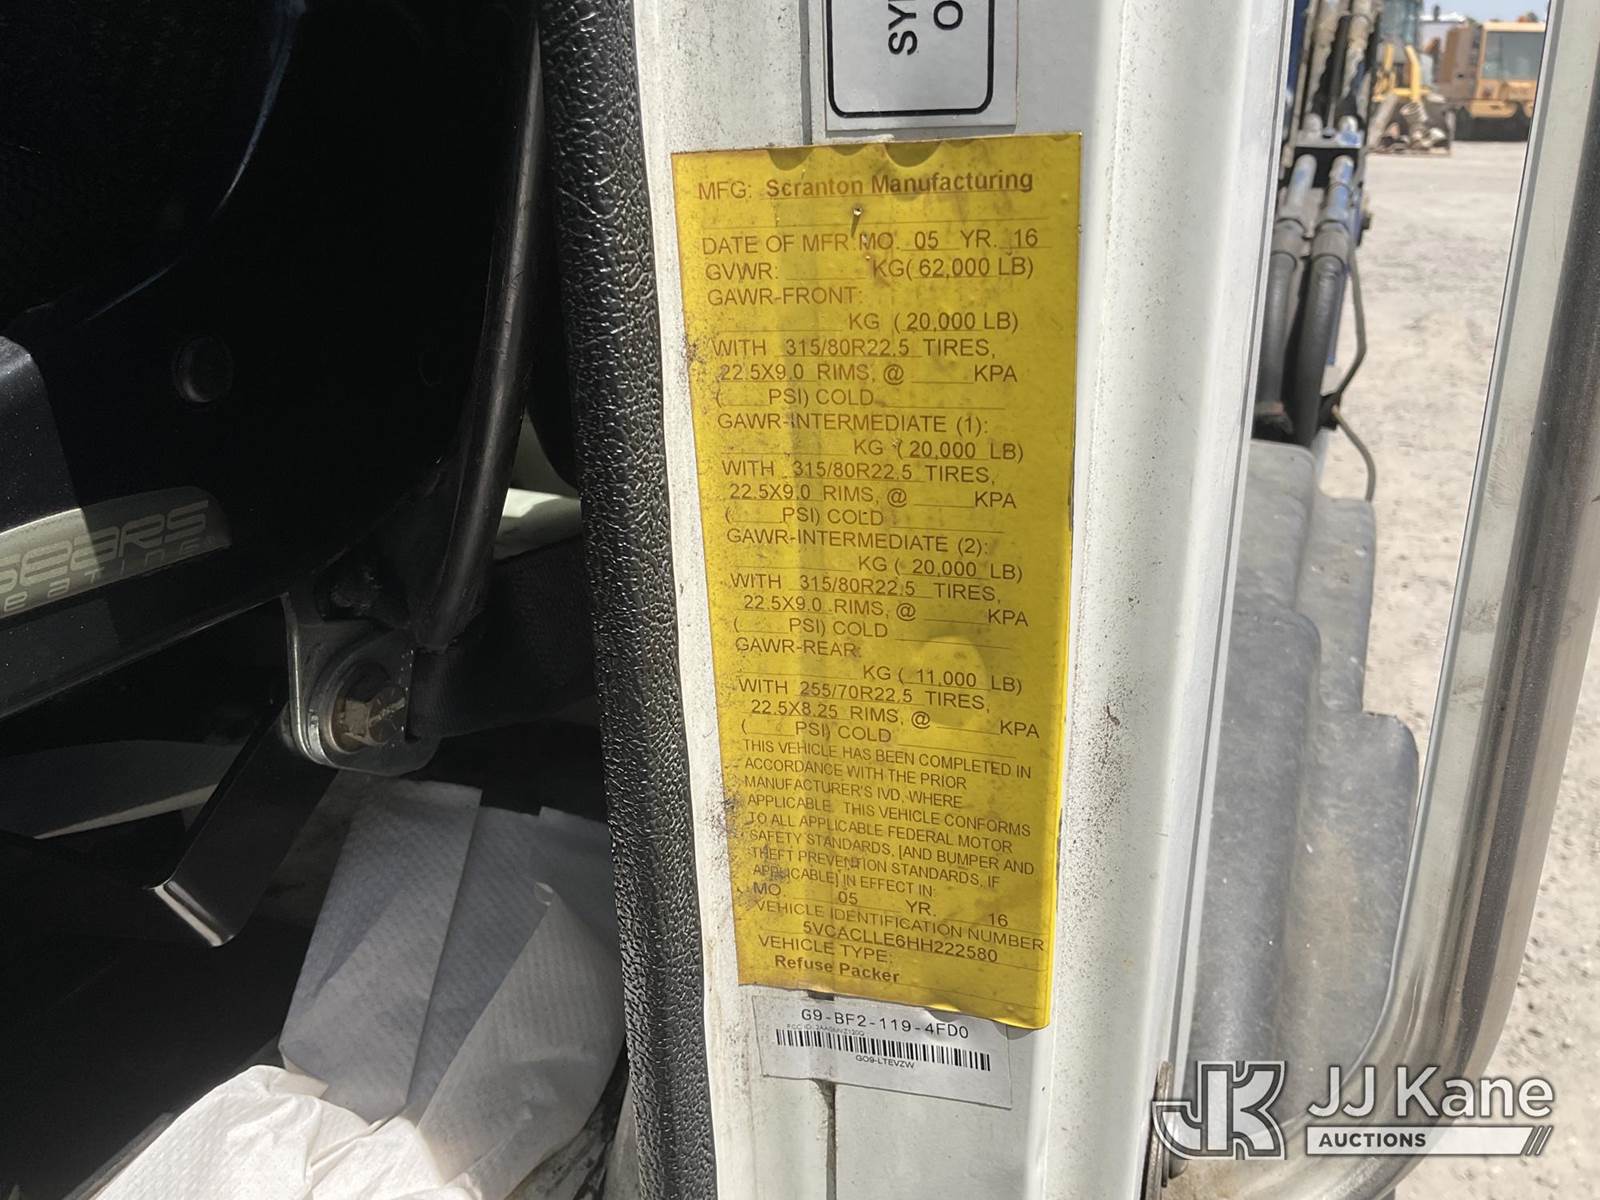 SY
O
MFG: Scranton Manufacturing
DATE OF MFR MO. 05 YR. 16
GVWR: KG( 62,000 LB)
GAWR-FRONT:
KG ( 20,000 LB)
WITH 315/80R22.5 TIRES,
22.5X9.0 RIMS, @ KPA
( PSI) COLD
GAWR-INTERMEDIATE (1):
KG ( 20,000 LB)
WITH 315/80R22.5 TIRES,
22.5X9.0 RIMS, @ KPA
( PSI) COLD
GAWR-INTERMEDIATE (2):
KG ( 20,000 LB)
WITH 315/80R22.5 TIRES,
22.5X9.0 RIMS, @ KPA
( PSI) COLD
GAWR-REAR:
KG ( 11,000 LB)
WITH 255/70R22.5 TIRES,
22.5X8.25 RIMS, @ KPA
( PSI) COLD
THIS VEHICLE HAS BEEN COMPLETED IN
ACCORDANCE WITH THE PRIOR
MANUFACTURER'S IVD, WHERE
APPLICABLE. THIS VEHICLE CONFORMS
TO ALL APPLICABLE FEDERAL MOTOR
SAFETY STANDARDS, [AND BUMPER AND
THEFT PREVENTION STANDARDS, IF
APPLICABLE] IN EFFECT IN:
MO. 05 YR. 16
VEHICLE IDENTIFICATION NUMBER
5VCACLLE6HH222580
VEHICLE TYPE:
Refuse Packer
G9-BF2-119-4FD0
FCC ID:
GO9-LTEVZW
sears
seating
JJ Kane
AUCTIONS